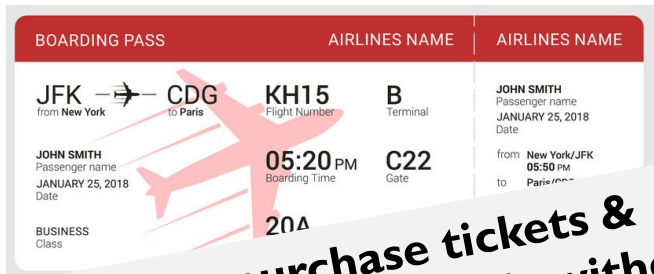 BOARDING PASS AIRLINES NAME AIRLINES NAME
JFK CDG
from New York to Paris
KH15
Flight Number
B
Terminal
JOHN SMITH
Passenger name
JANUARY 25, 2018
Date
05:20 PM
Boarding Time
C22
Gate
BUSINESS
Class
20A
JOHN SMITH
Passenger name
JANUARY 25, 2018
Date
from New York/JFK
05:50 PM
to Paris/CDG
purchase tickets &